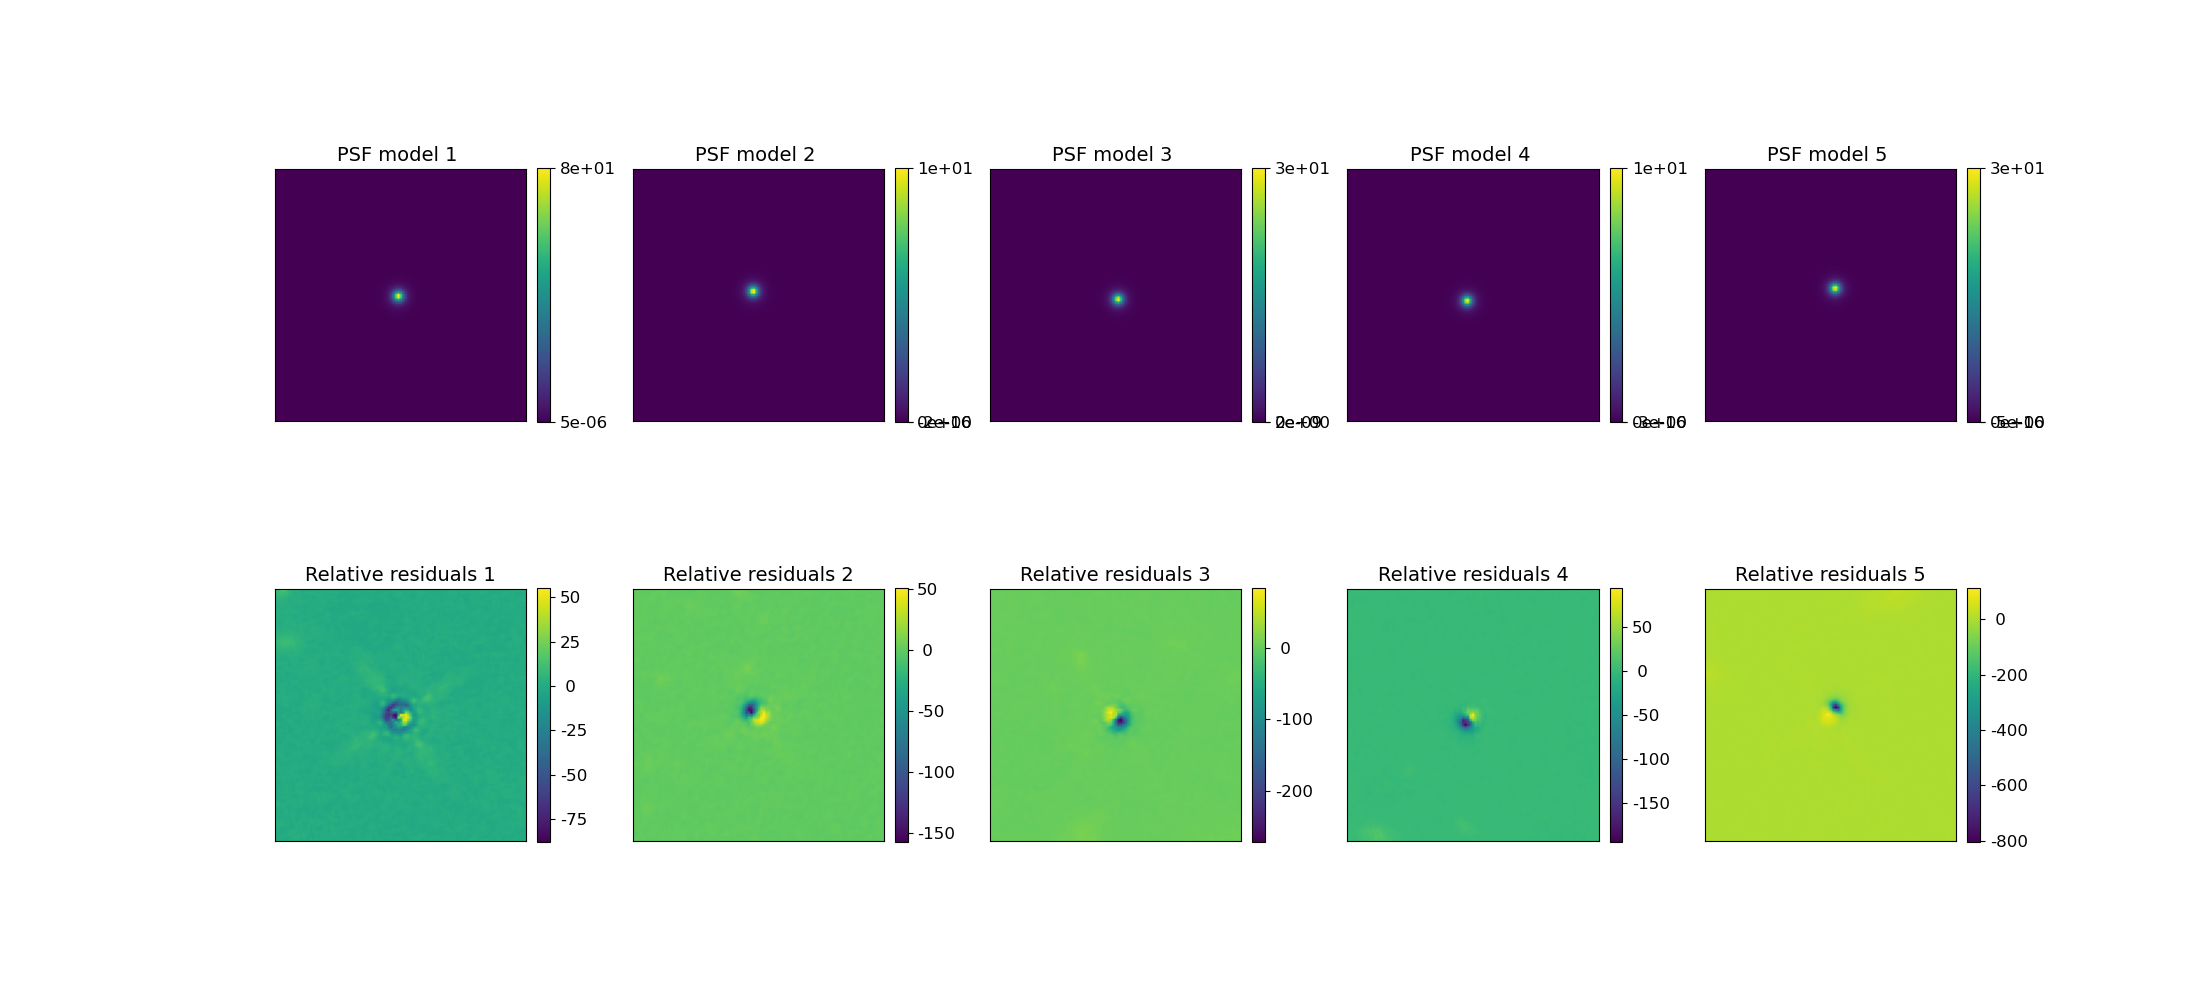 PSF model 1
PSF model 2
PSF model 3
PSF model 4
PSF model 5
8e+01
1e+01
3e+01
1e+01
3e+01
5e-06
Relative residuals 1
Relative residuals 2
Relative residuals 3
Relative residuals 4
Relative residuals 5
50
25
0
-25
-50
-75
50
0
-50
-100
-150
0
-100
-200
50
0
-50
-100
-150
0
-200
-400
-600
-800